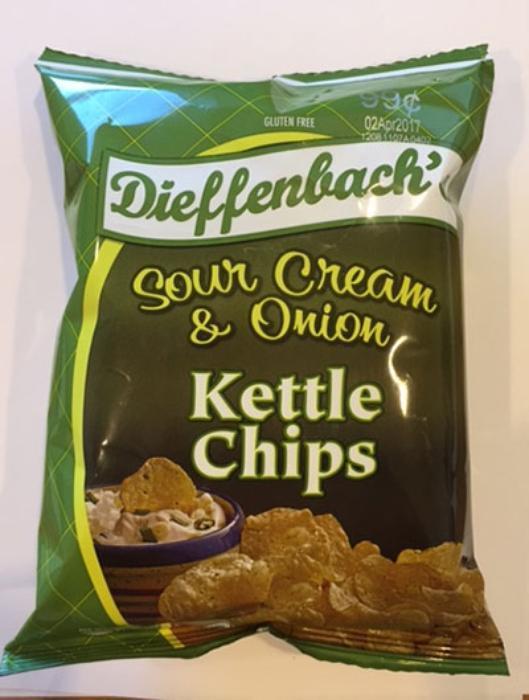 99¢
GLUTEN FREE
02Apr2017
Dieffenbach'
Sour Cream
& Onion
Kettle
Chips